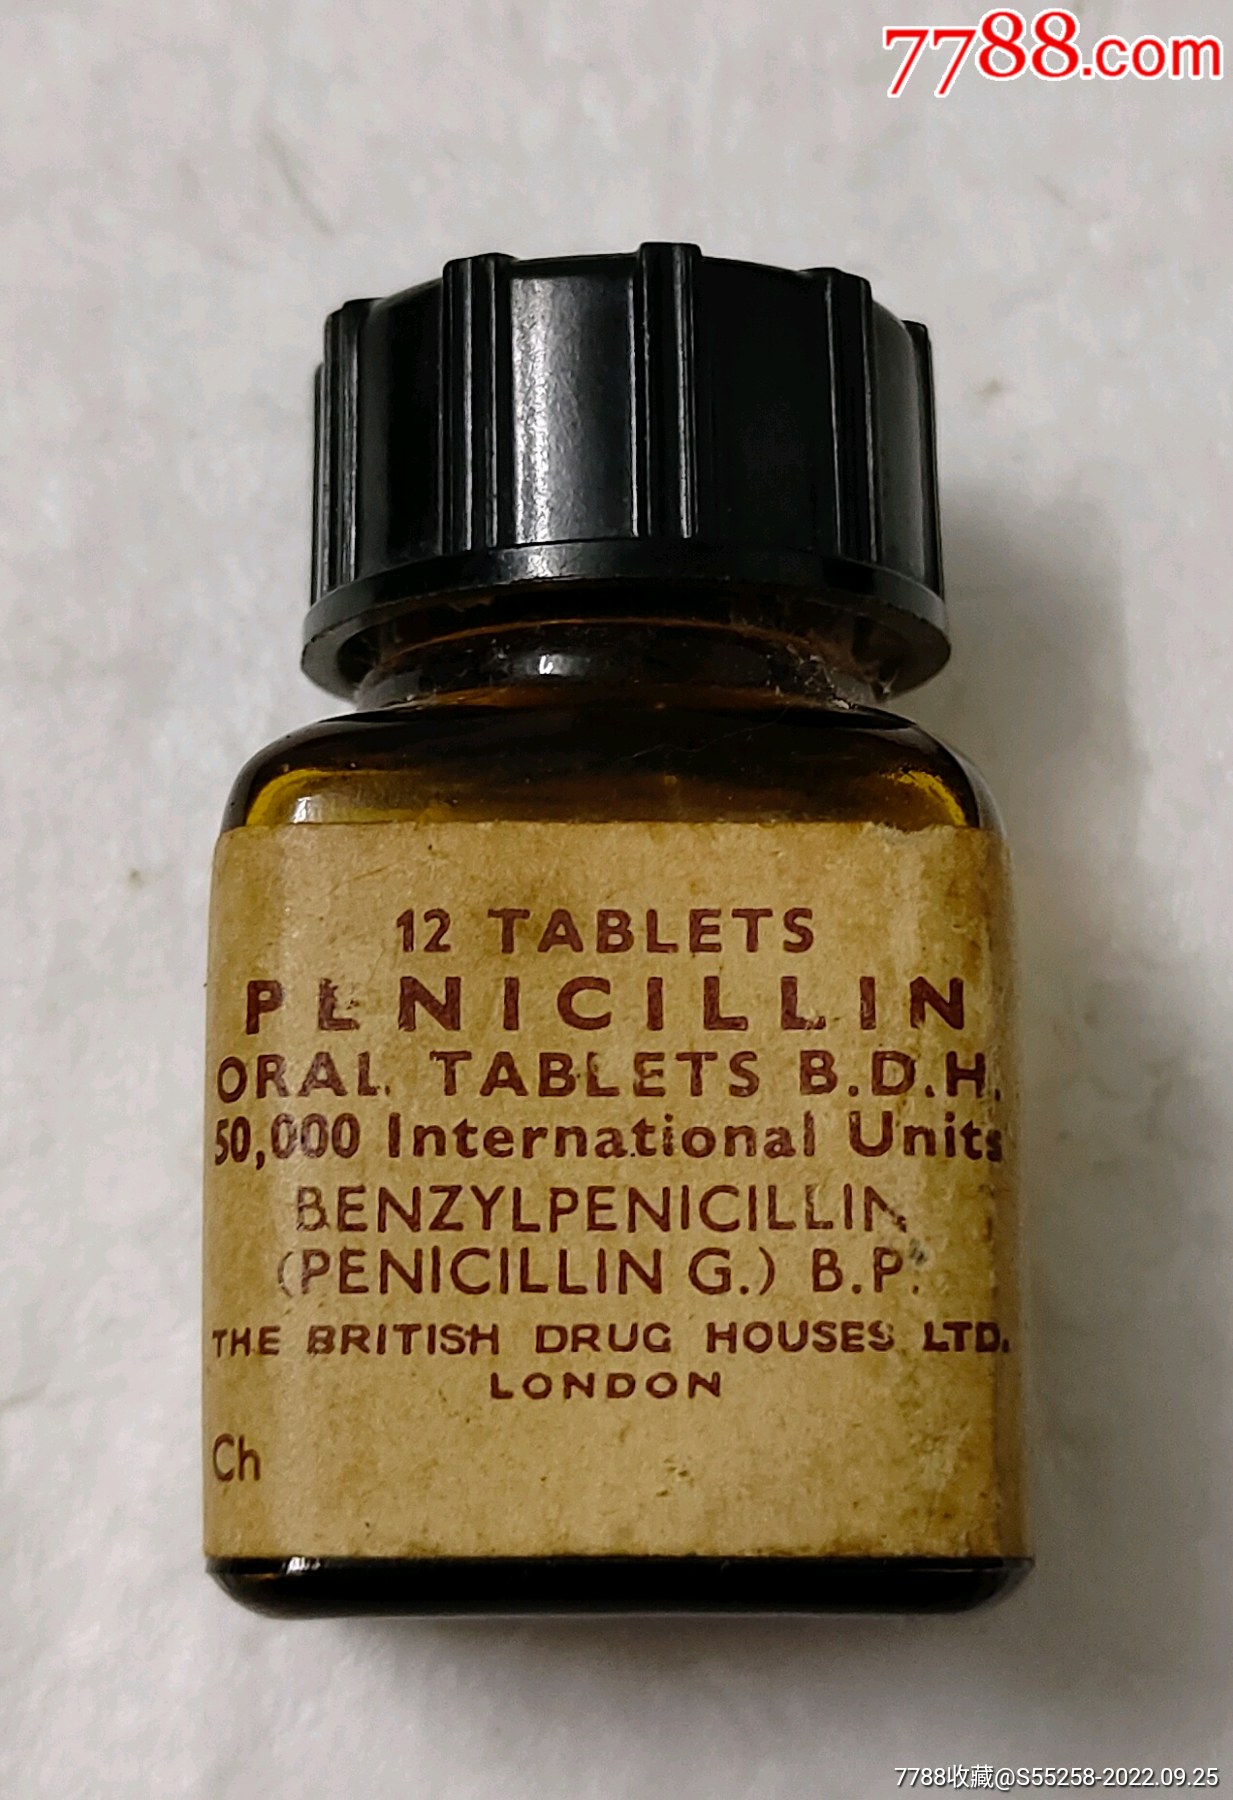 7788.com
12 TABLETS
PENICILLIN
ORAL TABLETS B.D.H.
50,000 International Units
BENZYLPENICILLIN
(PENICILLIN G.) B.P.
THE BRITISH DRUG HOUSES LTD.
LONDON
Ch
7788收藏@S55258-2022.09.25